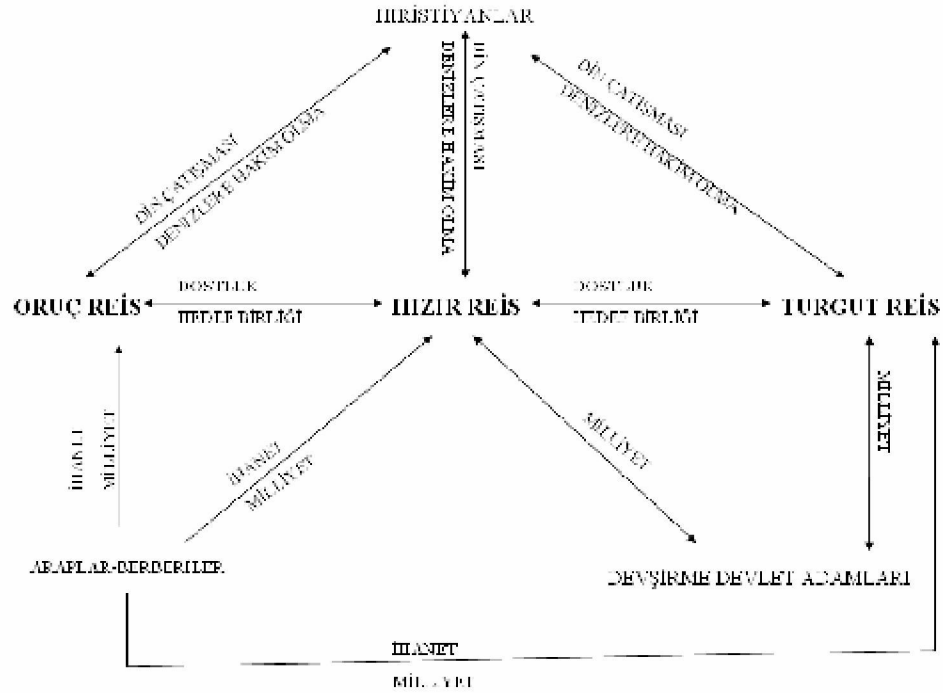 HIRİSTİYANLAR
DİN ÇATIŞMASI
DENİZLERE HAKİM OLMA
DİN ÇATIŞMASI
DENİZLERE HAKİM OLMA
DİN ÇATIŞMASI
DENİZLERE HAKİM OLMA
ORUÇ REİS
DOSTLUK
HEDEF BİRLİĞİ
HIZIR REİS
DOSTLUK
HEDEF BİRLİĞİ
TURGUT REİS
İHANET
MİLLİYET
İHANET
MİLLİYET
MİLLİYET
MİLLİYET
ARAPLAR-BERBERİLER
DEVŞİRME DEVLET ADAMLARI
İHANET
MİLLİYET